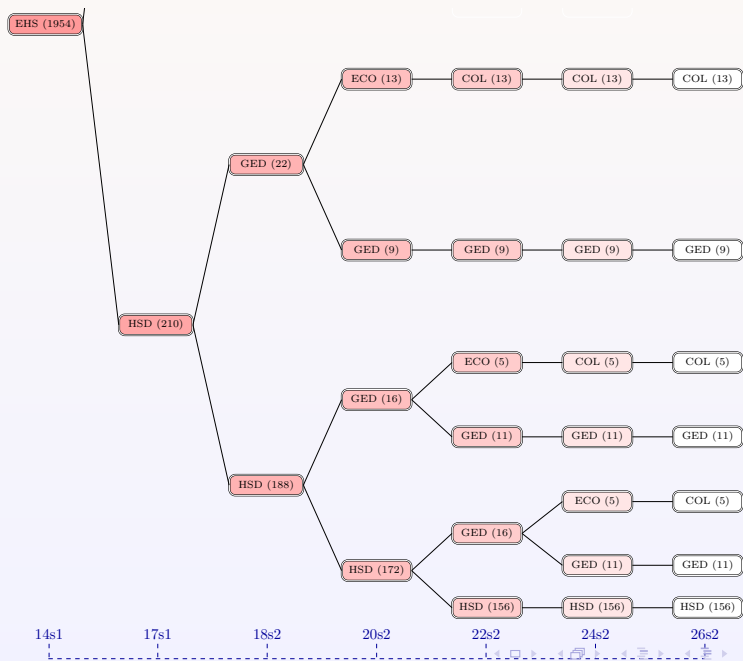 EHS (1954)
ECO (13) COL (13) COL (13) COL (13)
GED (22)
GED (9) GED (9) GED (9) GED (9)
HSD (210)
ECO (5) COL (5) COL (5)
GED (16)
GED (11) GED (11) GED (11)
HSD (188)
ECO (5) COL (5)
GED (16)
GED (11) GED (11)
HSD (172)
HSD (156) HSD (156) HSD (156)
14s1 17s1 18s2 20s2 22s2 24s2 26s2